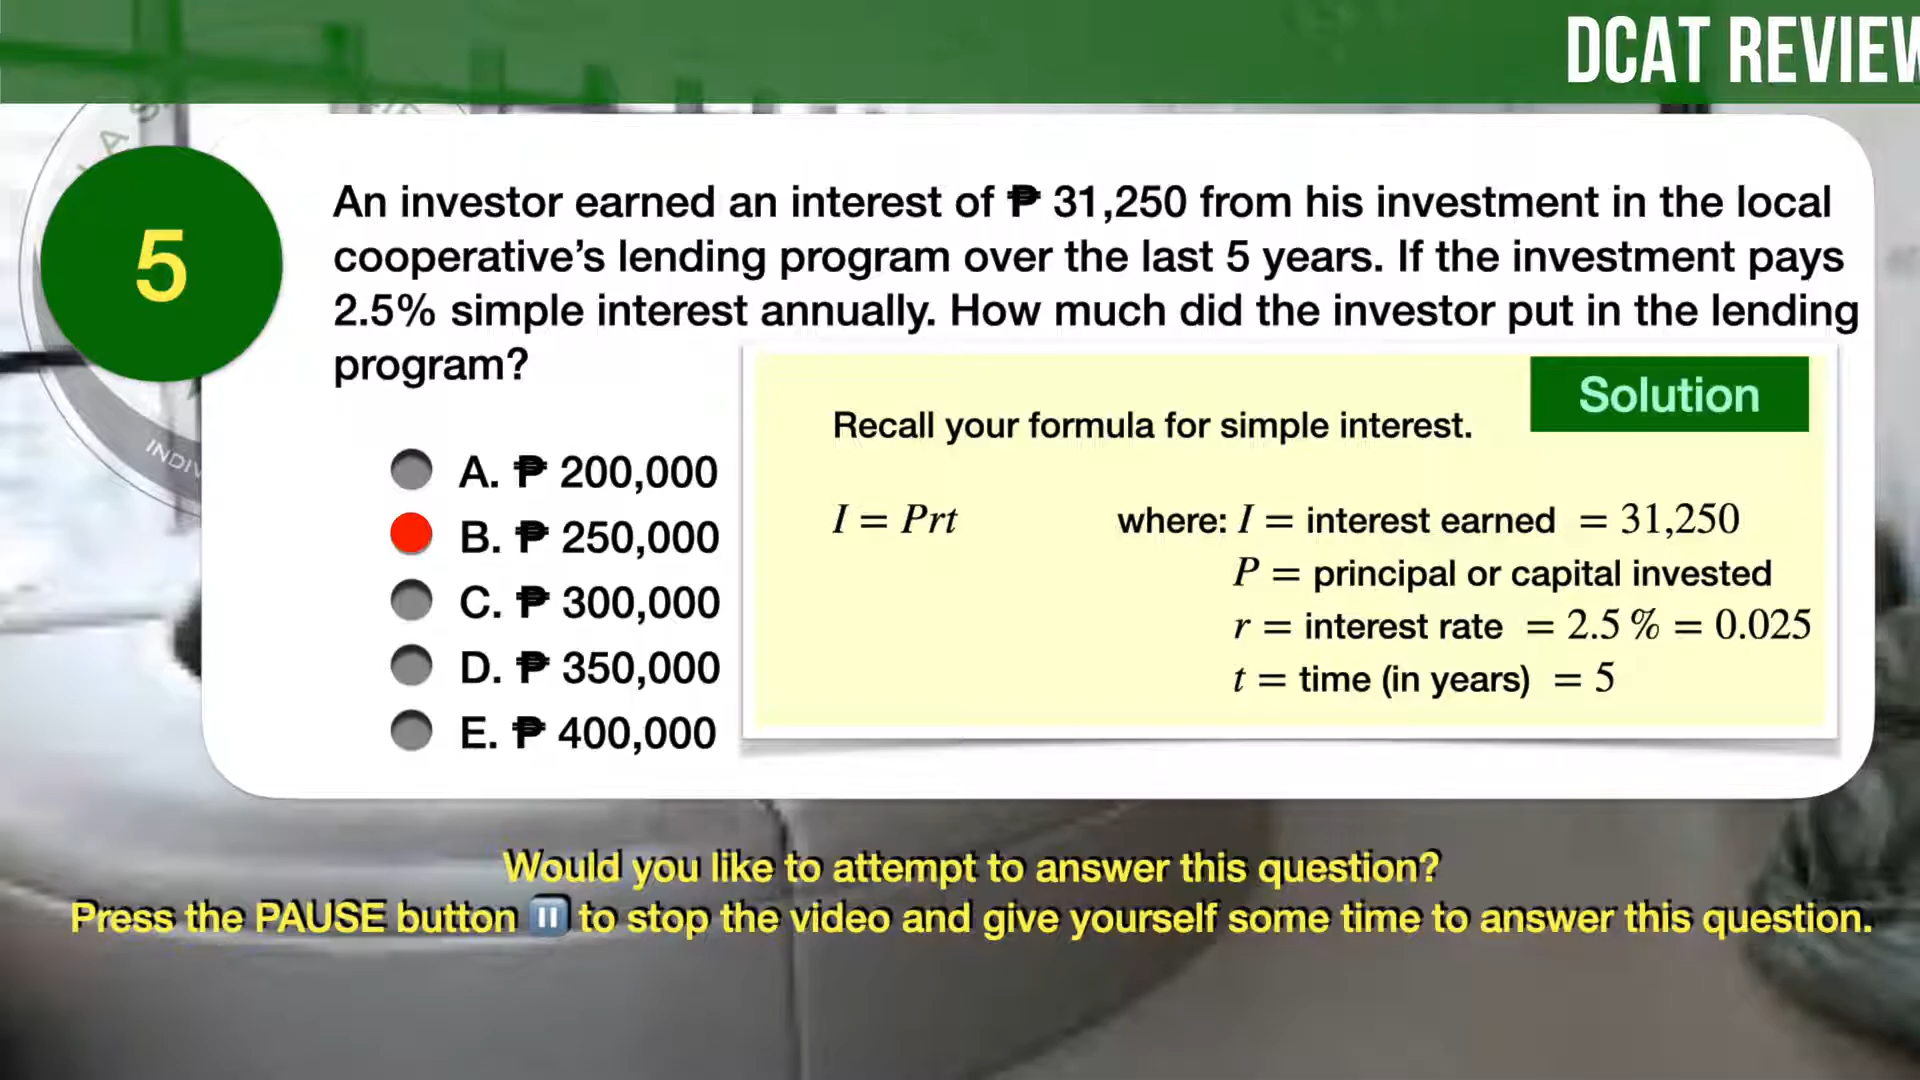 DCAT REVIEW
5
An investor earned an interest of ₱ 31,250 from his investment in the local
cooperative’s lending program over the last 5 years. If the investment pays
2.5% simple interest annually. How much did the investor put in the lending
program?
A. ₱ 200,000
B. ₱ 250,000
C. ₱ 300,000
D. ₱ 350,000
E. ₱ 400,000
Solution
Recall your formula for simple interest.
I = Prt where: I = interest earned = 31,250
P = principal or capital invested
r = interest rate = 2.5 % = 0.025
t = time (in years) = 5
Would you like to attempt to answer this question?
Press the PAUSE button ⏸ to stop the video and give yourself some time to answer this question.